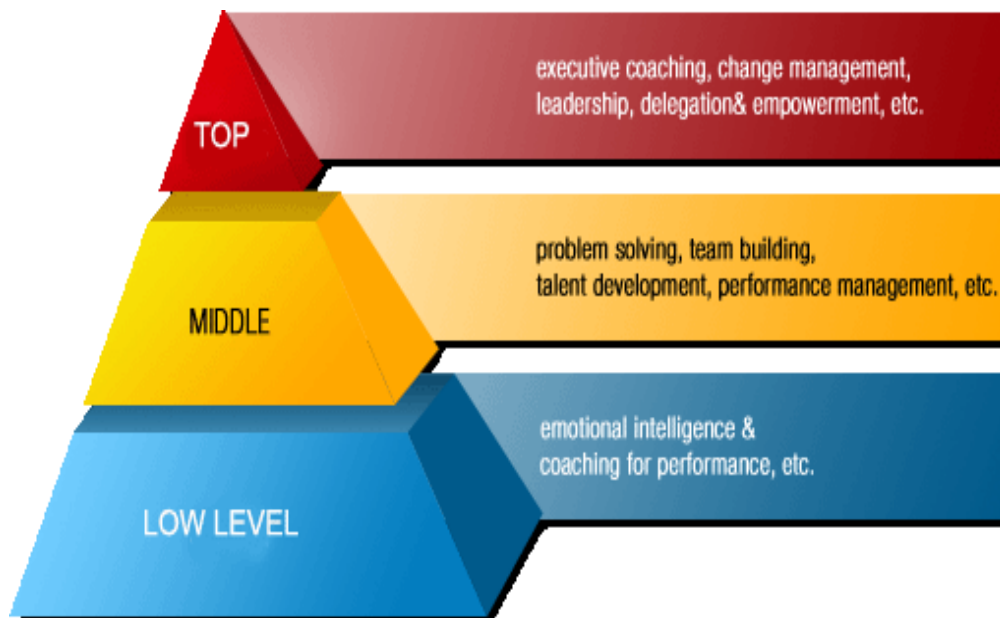 TOP
executive coaching, change management,
leadership, delegation& empowerment, etc.
MIDDLE
problem solving, team building,
talent development, performance management, etc.
LOW LEVEL
emotional intelligence &
coaching for performance, etc.